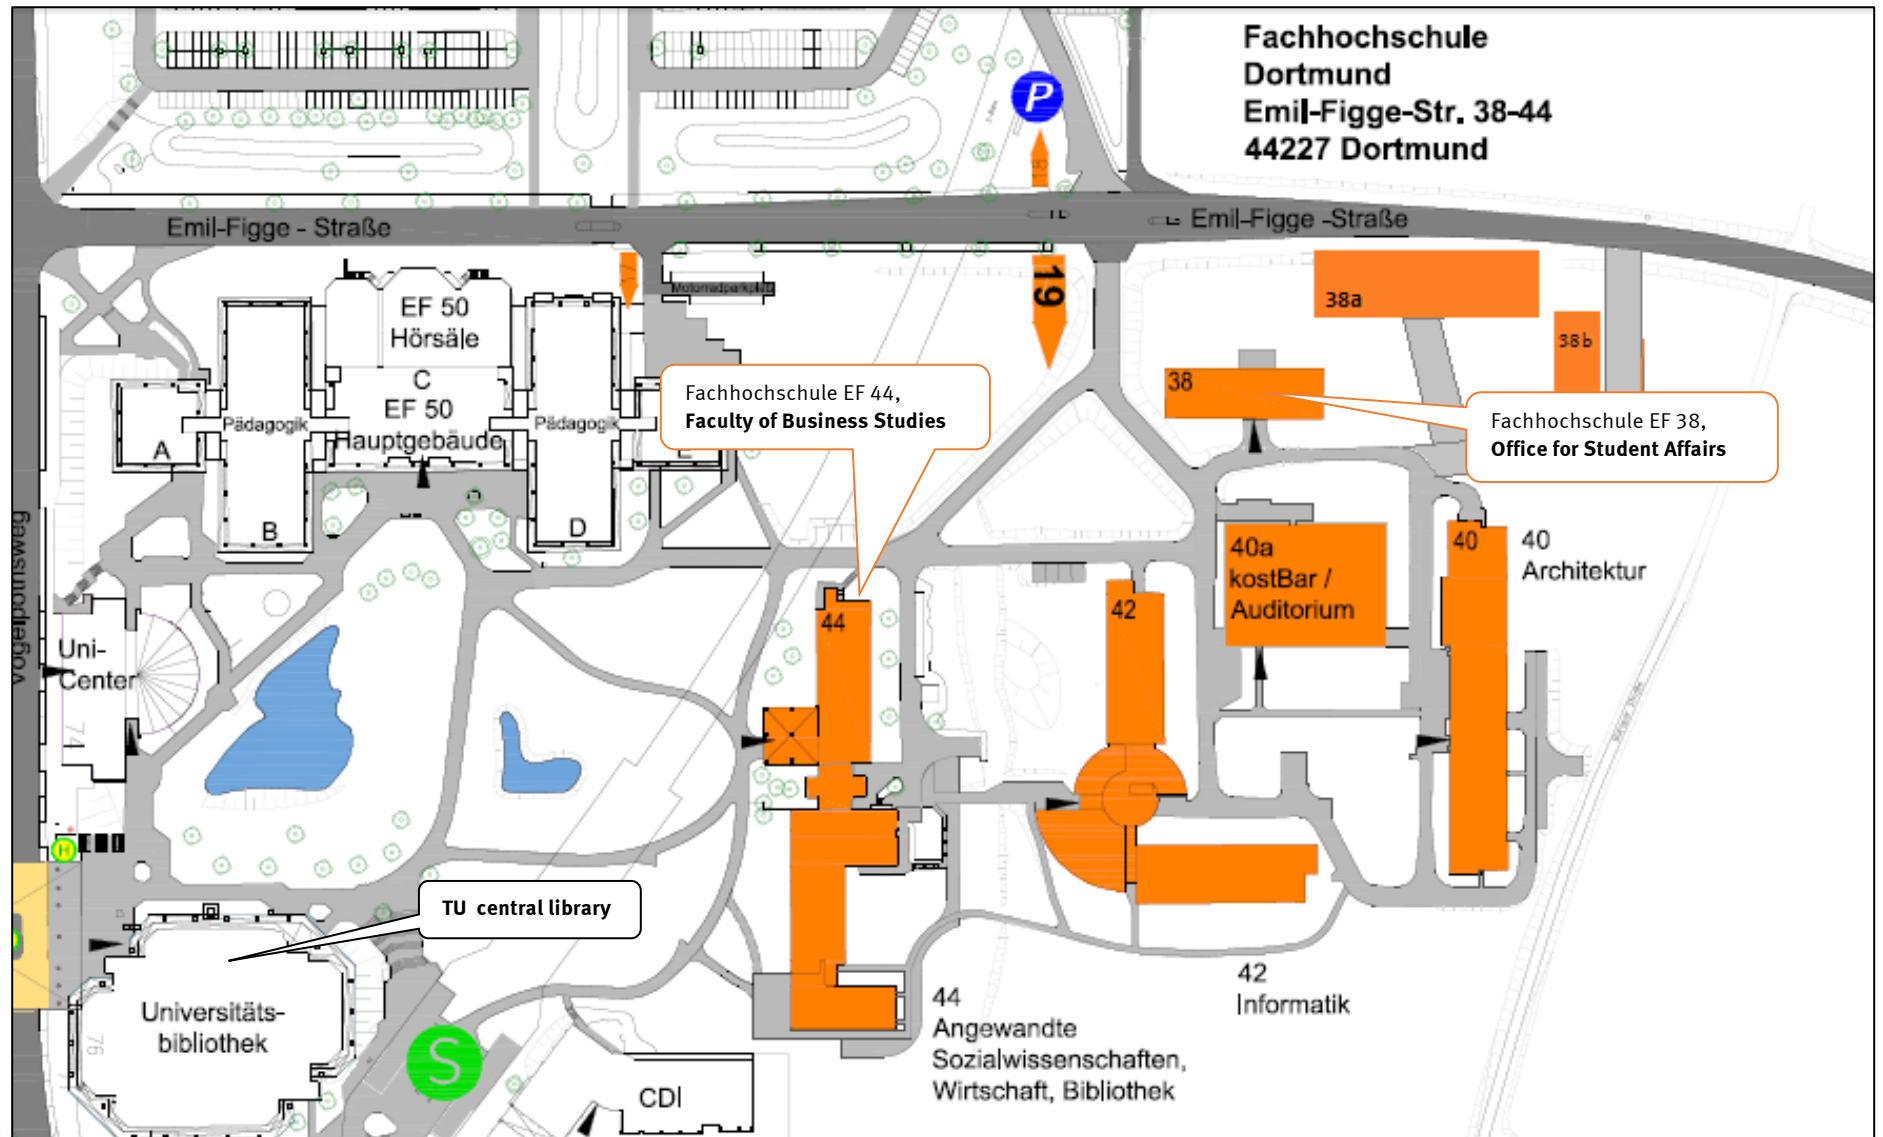 Fachhochschule
Dortmund
Emil-Figge-Str. 38-44
44227 Dortmund
P
Emil-Figge - Straße
Emil-Figge -Straße
19
Motorradparkplatz
EF 50
Hörsäle
C
EF 50
Hauptgebäude
Pädagogik
Pädagogik
A
B
D
E
Fachhochschule EF 44,
Faculty of Business Studies
38a
38b
38
Fachhochschule EF 38,
Office for Student Affairs
Vogelpothsweg
Uni-
Center
74
44
42
40a
kostBar /
Auditorium
40
40
Architektur
H
TU central library
Universitäts-
bibliothek
76
S
CDI
44
Angewandte
Sozialwissenschaften,
Wirtschaft, Bibliothek
42
Informatik